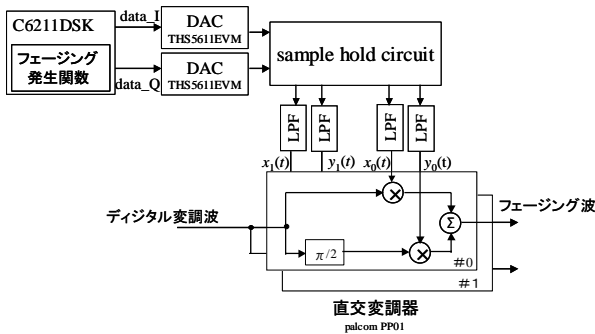 C6211DSK
フェージング
発生関数
data_I
data_Q
DAC
THS5611EVM
DAC
THS5611EVM
sample hold circuit
LPF
LPF
LPF
LPF
x₁(t)
y₁(t)
x₀(t)
y₀(t)
ディジタル変調波
π/2
Σ
フェージング波
#0
#1
直交変調器
palcom PP01